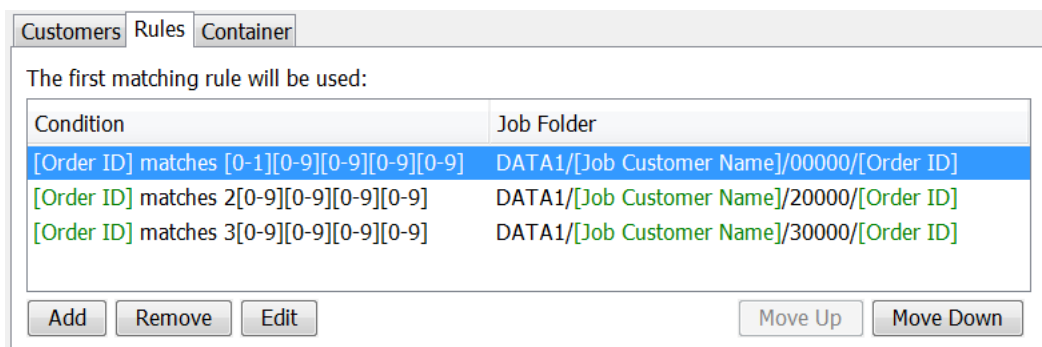 Customers Rules Container
The first matching rule will be used:
Condition Job Folder
[Order ID] matches [0-1][0-9][0-9][0-9][0-9] DATA1/[Job Customer Name]/00000/[Order ID]
[Order ID] matches 2[0-9][0-9][0-9][0-9] DATA1/[Job Customer Name]/20000/[Order ID]
[Order ID] matches 3[0-9][0-9][0-9][0-9] DATA1/[Job Customer Name]/30000/[Order ID]
Add Remove Edit Move Up Move Down